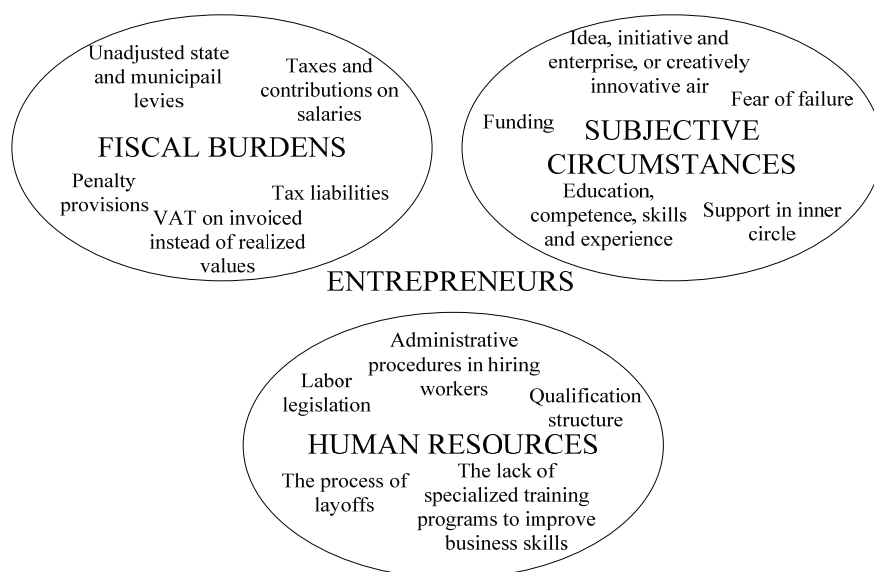 Unadjusted state
and municipail
levies
Taxes and
contributions on
salaries
FISCAL BURDENS
Penalty
provisions
Tax liabilities
VAT on invoiced
instead of realized
values
Idea, initiative and
enterprise, or creatively
innovative air
Fear of failure
Funding
SUBJECTIVE
CIRCUMSTANCES
Education,
competence, skills
and experience
Support in inner
circle
ENTREPRENEURS
Administrative
procedures in hiring
workers
Labor
legislation
Qualification
structure
HUMAN RESOURCES
The process of
layoffs
The lack of
specialized training
programs to improve
business skills